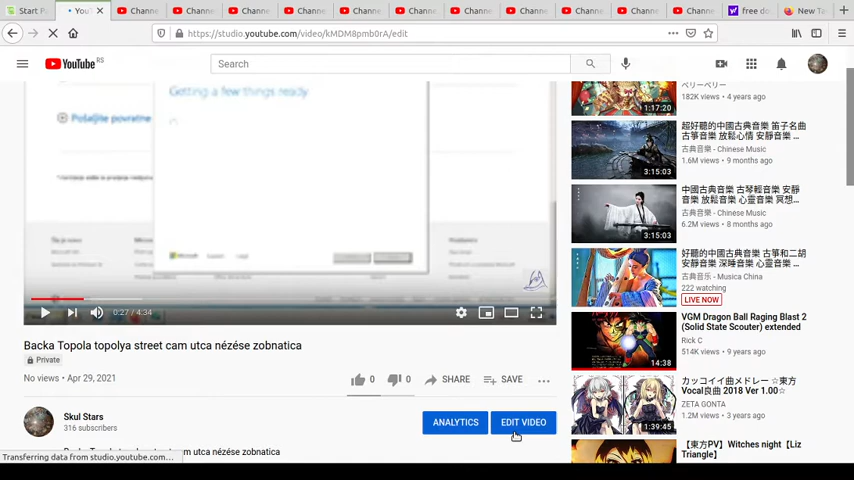 Start P
YouT
Channe
Channe
Channe
Channe
Channe
Channe
Channe
Channe
Channe
Channe
Channe
free do
New Ta
https://studio.youtube.com/video/kMDM8pmb0rA/edit
YouTube RS
Search
Getting a few things ready
Pošaljite povratne
Microsoft
0:27 / 4:34
Backa Topola topolya street cam utca nézése zobnatica
Private
No views • Apr 29, 2021
0
0
SHARE
SAVE
Skul Stars
316 subscribers
ANALYTICS
EDIT VIDEO
Transferring data from studio.youtube.com...
182K views • 4 years ago
1:17:20
超好聽的中國古典音樂 笛子名曲
古箏音樂 放鬆心情 安靜音樂 ...
古典音樂 - Chinese Music
1.6M views • 9 months ago
3:15:03
中國古典音樂 古琴輕音樂 安靜
音樂 放鬆音樂 心靈音樂 冥想...
古典音樂 - Chinese Music
6.2M views • 8 months ago
3:15:03
好聽的中國古典音樂 古筝和二胡
安靜音樂 深睡音樂 心靈音樂 ...
古典音乐 - Musica China
222 watching
LIVE NOW
VGM Dragon Ball Raging Blast 2
(Solid State Scouter) extended
Rick C
514K views • 9 years ago
14:38
カッコイイ曲メドレー ☆東方
Vocal良曲 2018 Ver 1.00☆
ZETA GONTA
1.2M views • 3 years ago
1:39:45
【東方PV】Witches night【Liz
Triangle】